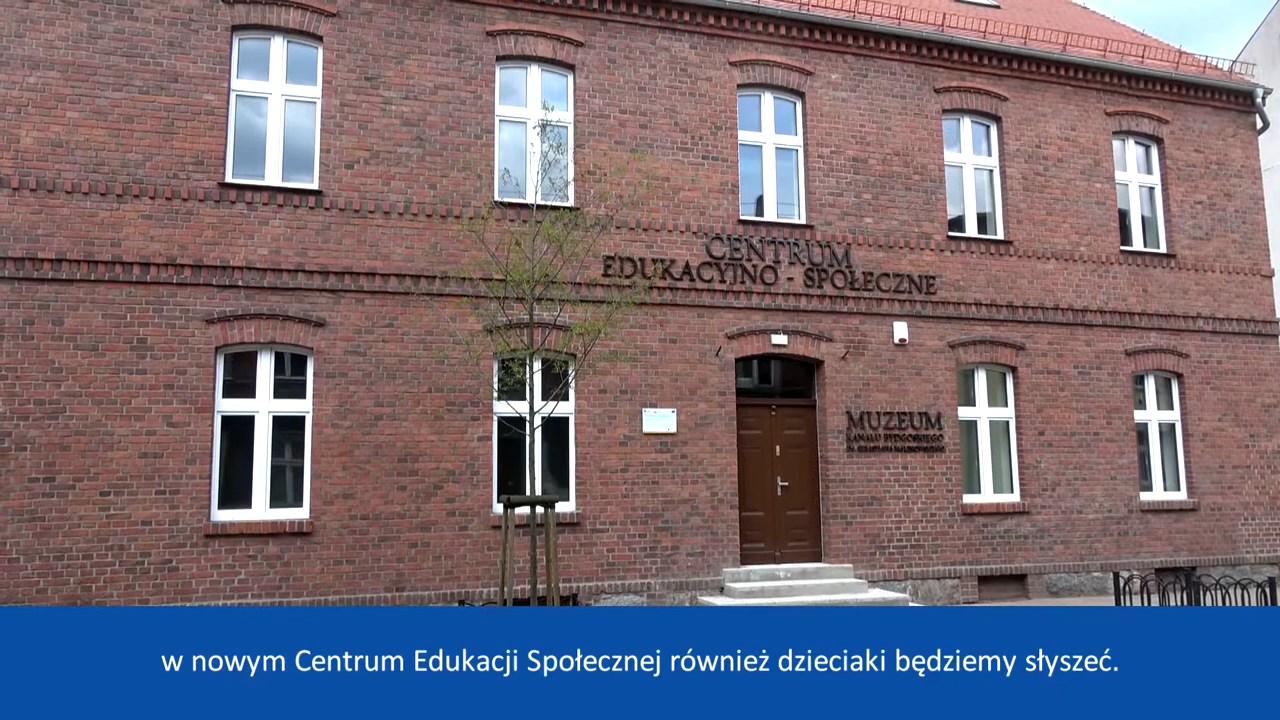 CENTRUM
EDUKACYJNO - SPOŁECZNE
MUZEUM
KANAŁU BYDGOSKIEGO
w nowym Centrum Edukacji Społecznej również dzieciaki będziemy słyszeć.